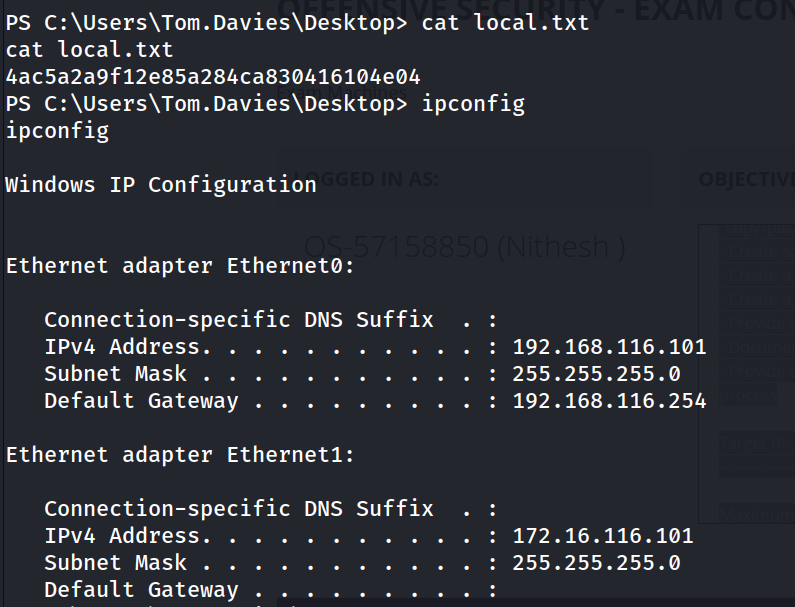 OFFENSIVE SECURITY - EXAM CON
PS C:\Users\Tom.Davies\Desktop> cat local.txt
cat local.txt
4ac5a2a9f12e85a284ca830416104e04
Exam Machines
PS C:\Users\Tom.Davies\Desktop> ipconfig
ipconfig
Windows IP Configuration
LOGGED IN AS:
OBJECTIV
OS-57158850 (Nithesh )
Ethernet adapter Ethernet0:
Connection-specific DNS Suffix . :
IPv4 Address. . . . . . . . . . . : 192.168.116.101
Subnet Mask . . . . . . . . . . . : 255.255.255.0
Default Gateway . . . . . . . . . : 192.168.116.254
Ethernet adapter Ethernet1:
Connection-specific DNS Suffix . :
IPv4 Address. . . . . . . . . . . : 172.16.116.101
Subnet Mask . . . . . . . . . . . : 255.255.255.0
Maximum
Default Gateway . . . . . . . . . :